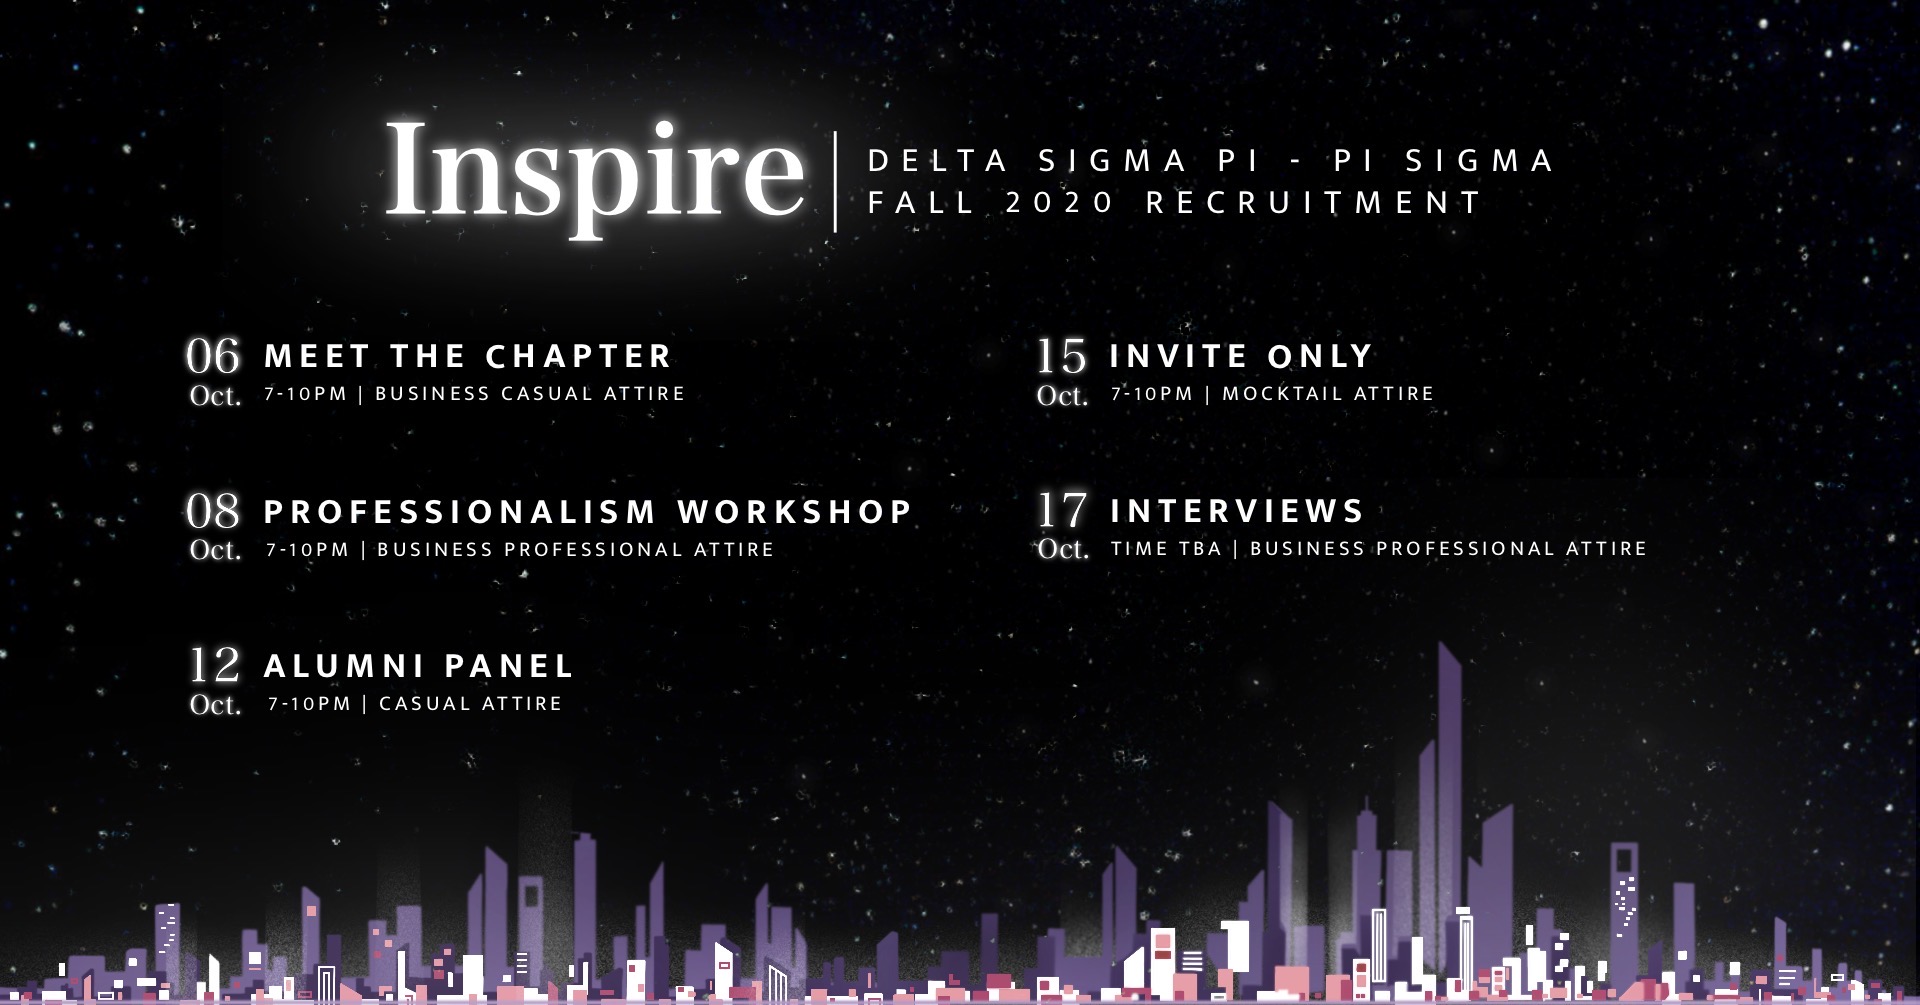 Inspire
DELTA SIGMA PI - PI SIGMA
FALL 2020 RECRUITMENT
06 Oct.
MEET THE CHAPTER
7-10PM | BUSINESS CASUAL ATTIRE
08 Oct.
PROFESSIONALISM WORKSHOP
7-10PM | BUSINESS PROFESSIONAL ATTIRE
12 Oct.
ALUMNI PANEL
7-10PM | CASUAL ATTIRE
15 Oct.
INVITE ONLY
7-10PM | MOCKTAIL ATTIRE
17 Oct.
INTERVIEWS
TIME TBA | BUSINESS PROFESSIONAL ATTIRE